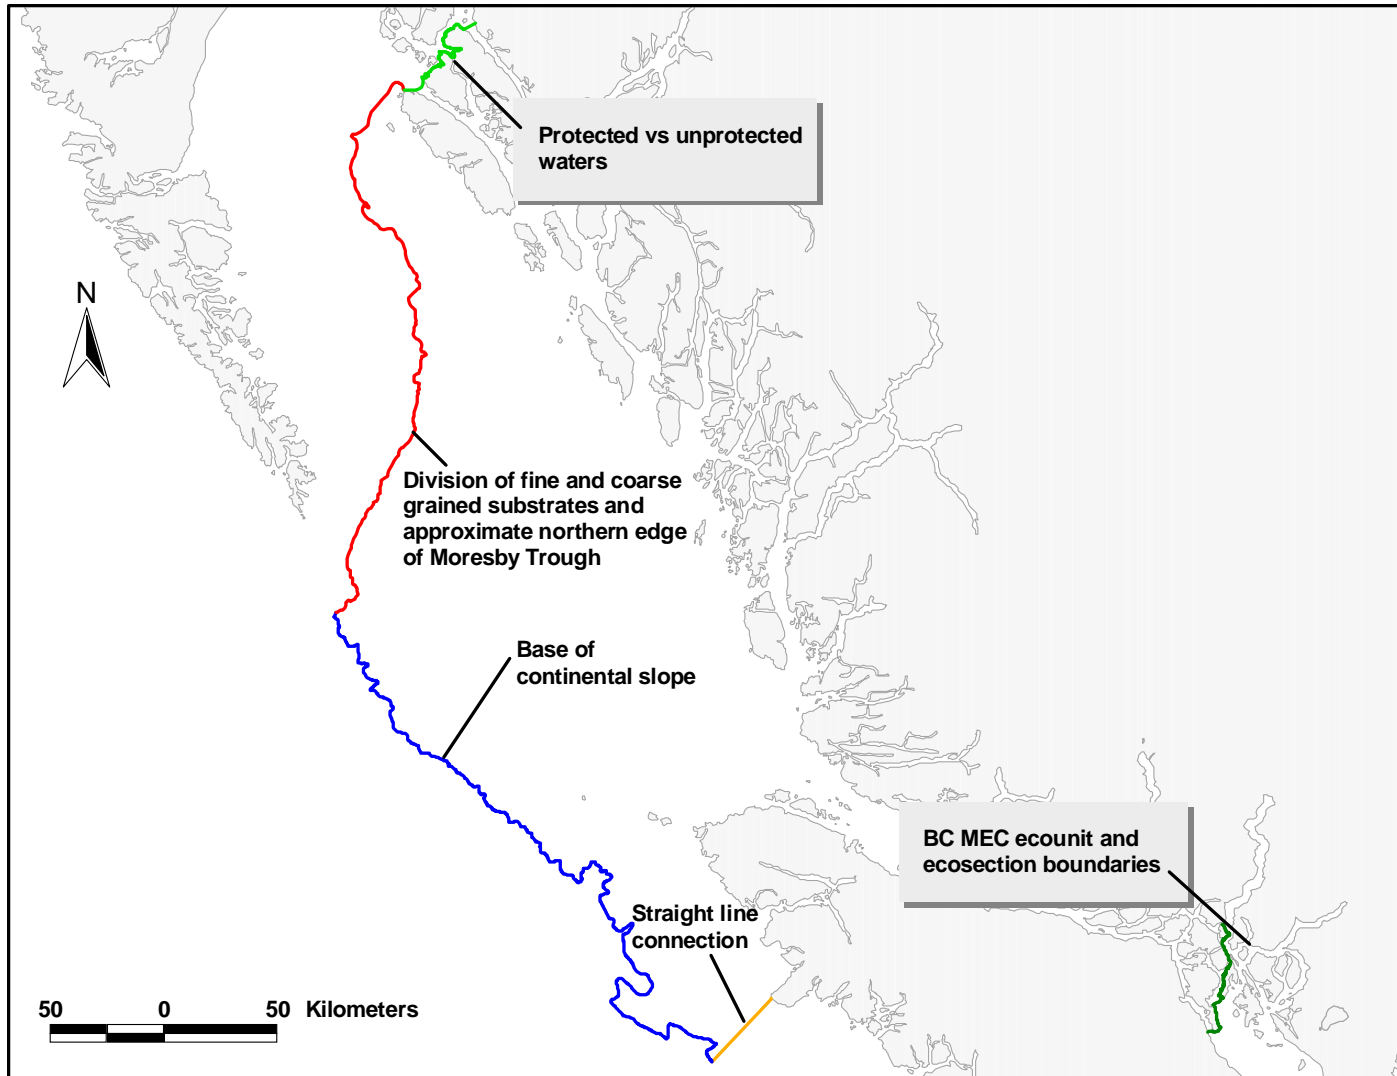 Protected vs unprotected
waters
N
Division of fine and coarse
grained substrates and
approximate northern edge
of Moresby Trough
Base of
continental slope
BC MEC ecounit and
ecosection boundaries
Straight line
connection
50 0 50 Kilometers